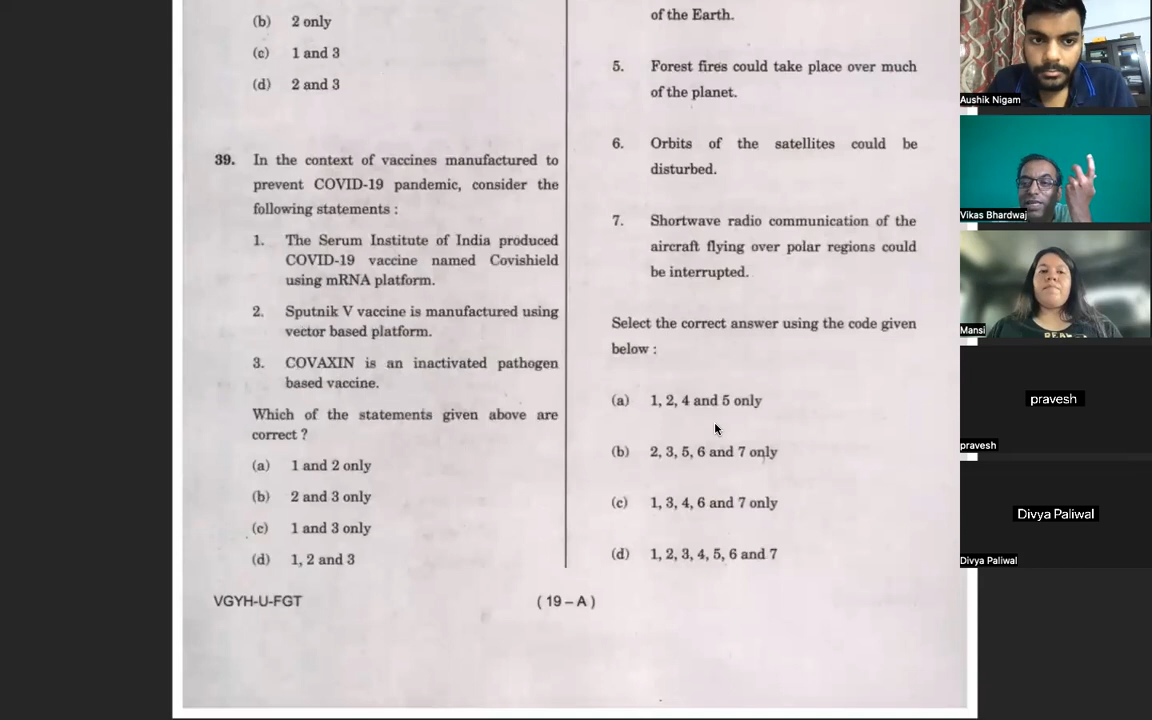 (b) 2 only
(c) 1 and 3
(d) 2 and 3
39. In the context of vaccines manufactured to
prevent COVID-19 pandemic, consider the
following statements :
1. The Serum Institute of India produced
COVID-19 vaccine named Covishield
using mRNA platform.
2. Sputnik V vaccine is manufactured using
vector based platform.
3. COVAXIN is an inactivated pathogen
based vaccine.
Which of the statements given above are
correct ?
(a) 1 and 2 only
(b) 2 and 3 only
(c) 1 and 3 only
(d) 1, 2 and 3
of the Earth.
5. Forest fires could take place over much
of the planet.
6. Orbits of the satellites could be
disturbed.
7. Shortwave radio communication of the
aircraft flying over polar regions could
be interrupted.
Select the correct answer using the code given
below :
(a) 1, 2, 4 and 5 only
(b) 2, 3, 5, 6 and 7 only
(c) 1, 3, 4, 6 and 7 only
(d) 1, 2, 3, 4, 5, 6 and 7
VGYH-U-FGT
( 19 – A )
Aushik Nigam
Vikas Bhardwaj
Mansi
pravesh
pravesh
Divya Paliwal
Divya Paliwal